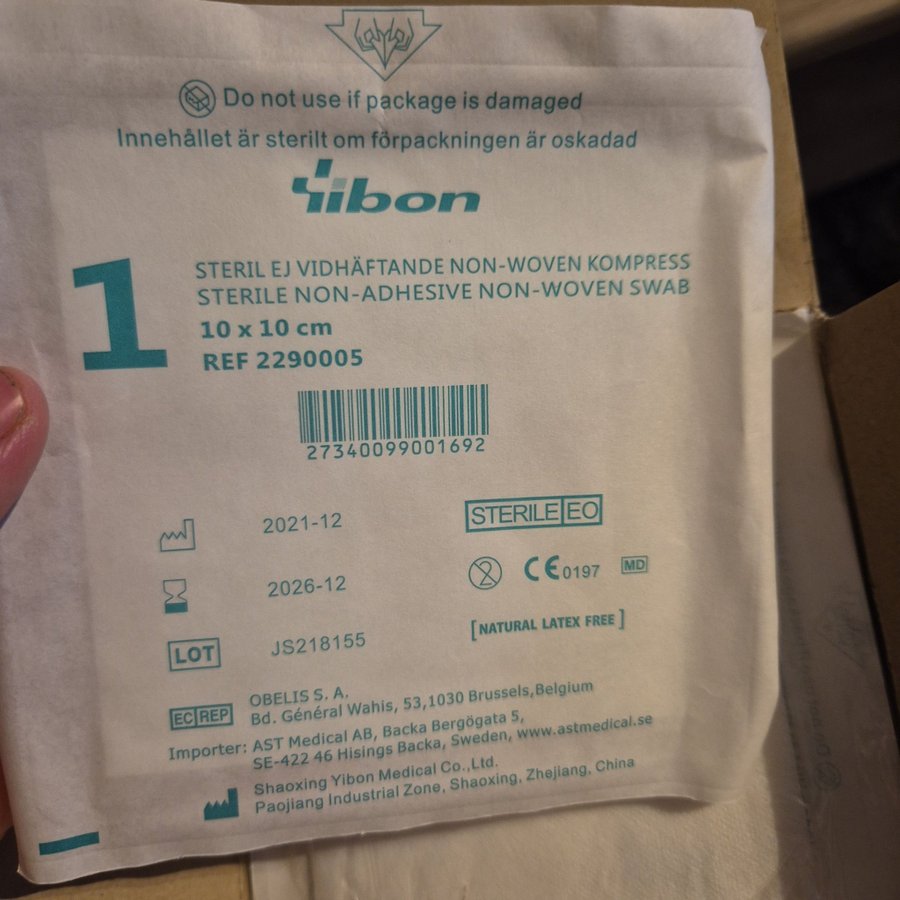 Do not use if package is damaged
Innehållet är sterilt om förpackningen är oskadad
Yibon
1
STERIL EJ VIDHÄFTANDE NON-WOVEN KOMPRESS
STERILE NON-ADHESIVE NON-WOVEN SWAB
10 x 10 cm
REF 2290005
27340099001692
2021-12
STERILE EO
2026-12
2
CE 0197
MD
LOT
JS218155
[NATURAL LATEX FREE]
EC REP
OBELIS S. A.
Bd. Général Wahis, 53,1030 Brussels,Belgium
Importer: AST Medical AB, Backa Bergögata 5,
SE-422 46 Hisings Backa, Sweden, www.astmedical.se
Shaoxing Yibon Medical Co.,Ltd.
Paojiang Industrial Zone, Shaoxing, Zhejiang, China